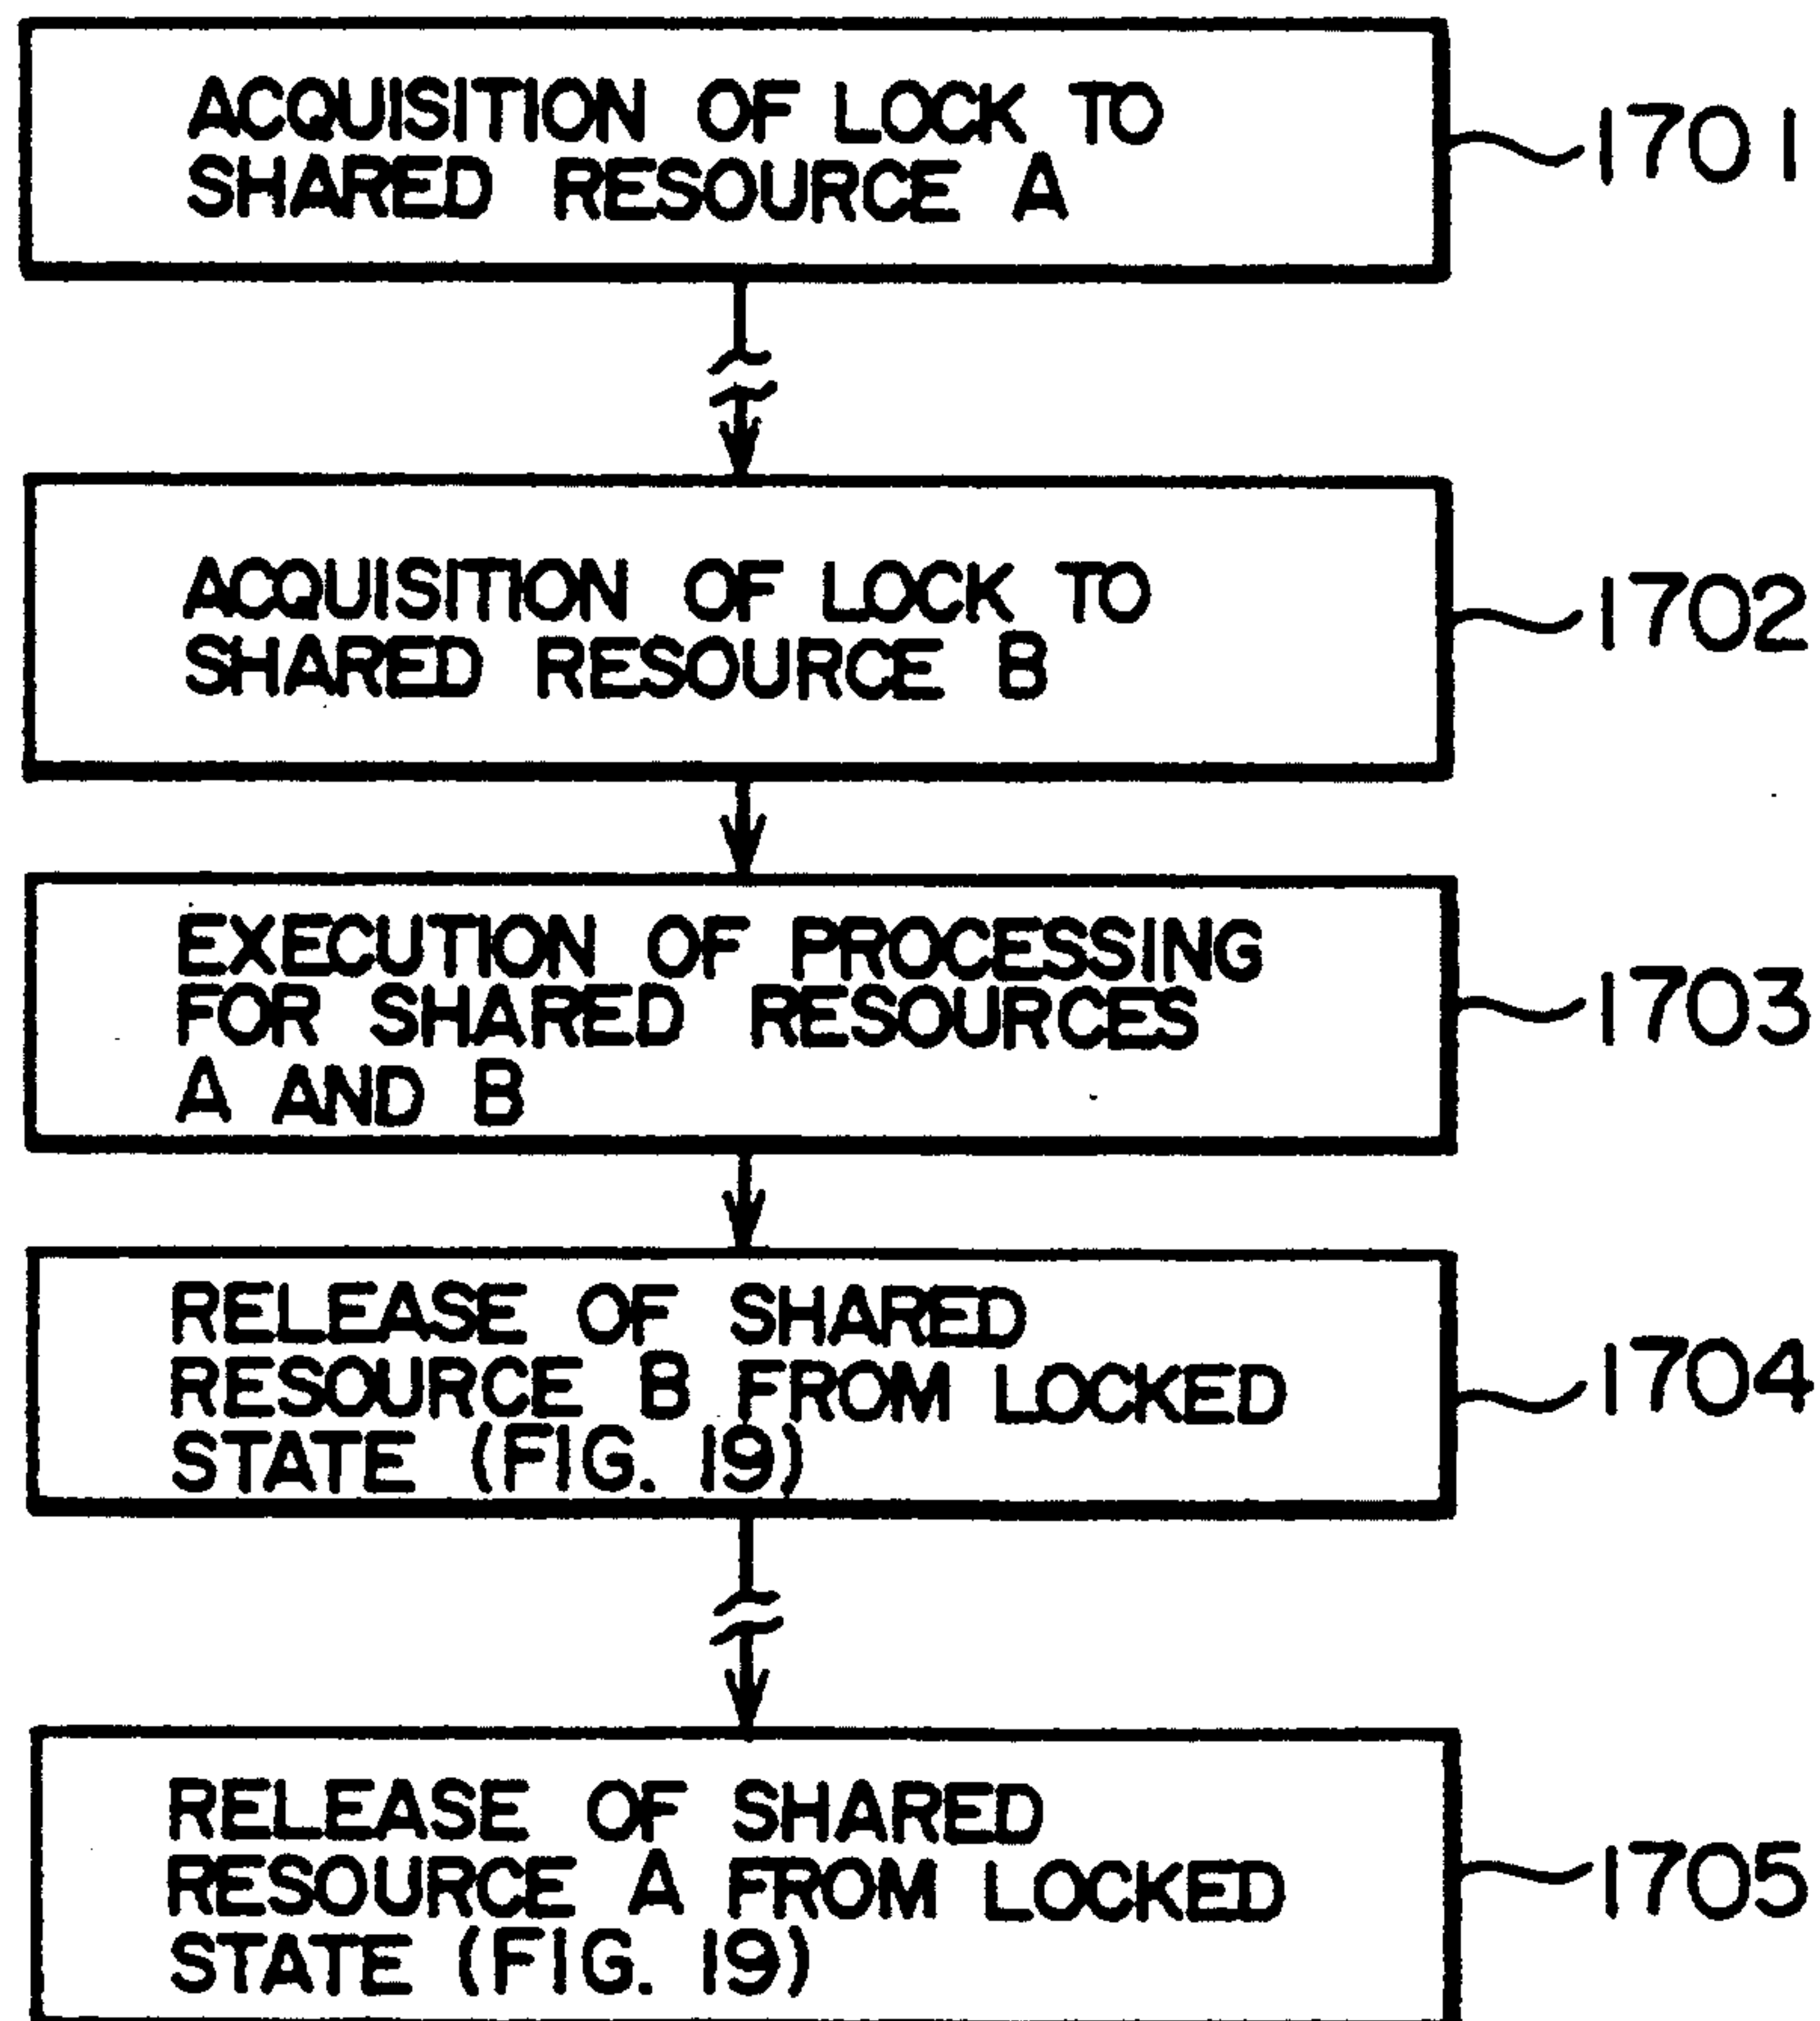 ACQUISITION OF LOCK TO
SHARED RESOURCE A
1701
ACQUISITION OF LOCK TO
SHARED RESOURCE B
1702
EXECUTION OF PROCESSING
FOR SHARED RESOURCES
A AND B
1703
RELEASE OF SHARED
RESOURCE B FROM LOCKED
STATE (FIG. 19)
1704
RELEASE OF SHARED
RESOURCE A FROM LOCKED
STATE (FIG. 19)
1705